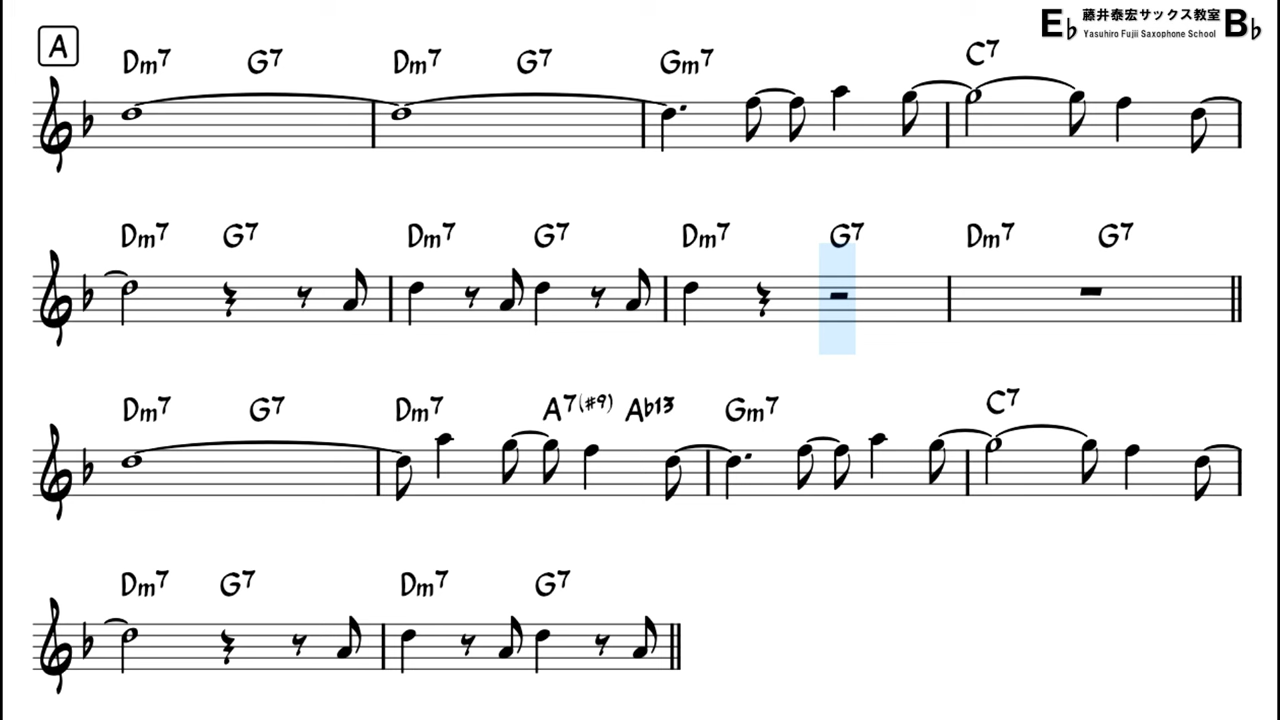 E♭ 藤井泰宏サックス教室 B♭
Yasuhiro Fujii Saxophone School
A
Dm7 G7 Dm7 G7 Gm7 C7
Dm7 G7 Dm7 G7 Dm7 G7 Dm7 G7
Dm7 G7 Dm7 A7(#9) A♭13 Gm7 C7
Dm7 G7 Dm7 G7